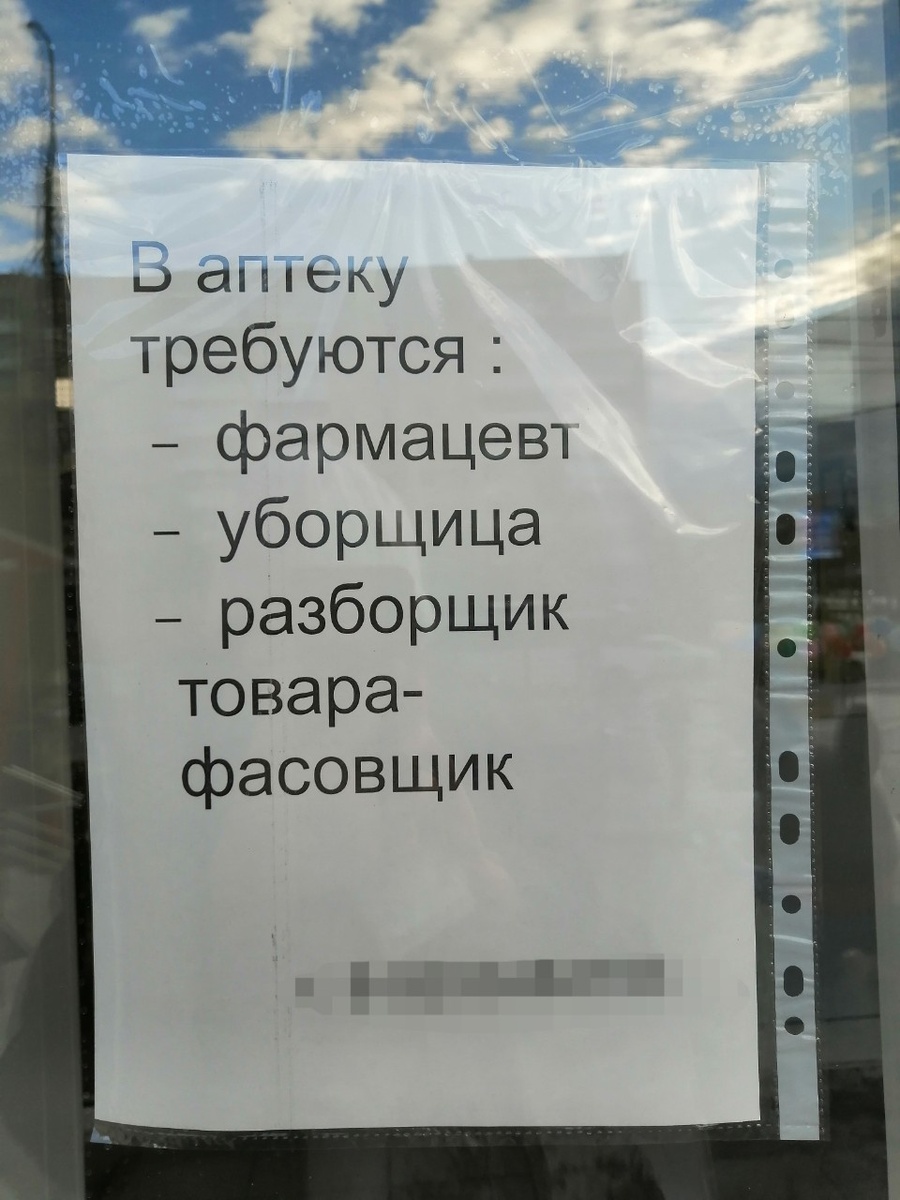 В аптеку
требуются :
– фармацевт
– уборщица
– разборщик
товара-
фасовщик